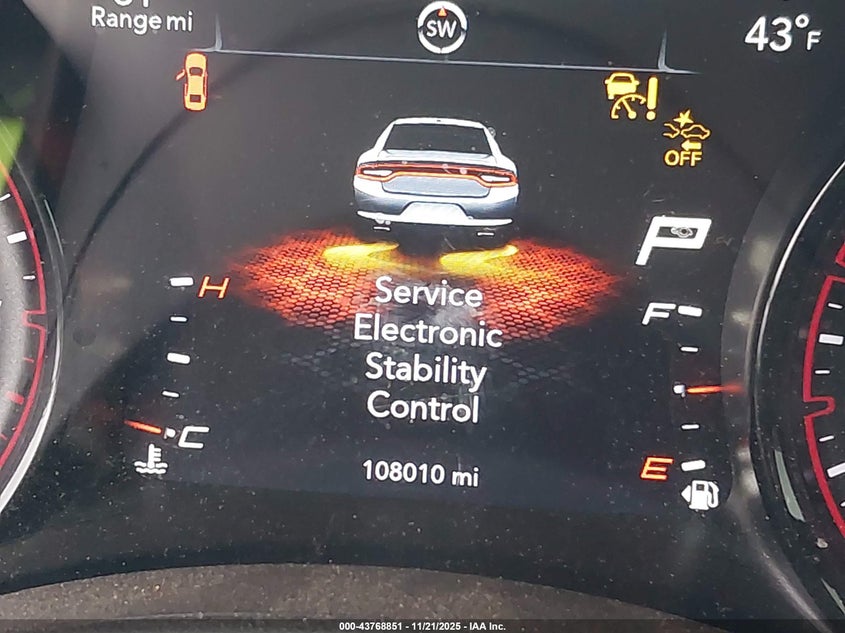 Range mi
SW
43°F
OFF
P
H
F
Service
Electronic
Stability
Control
C
E
108010 mi
000-43768851 - 11/21/2025 - IAA Inc.